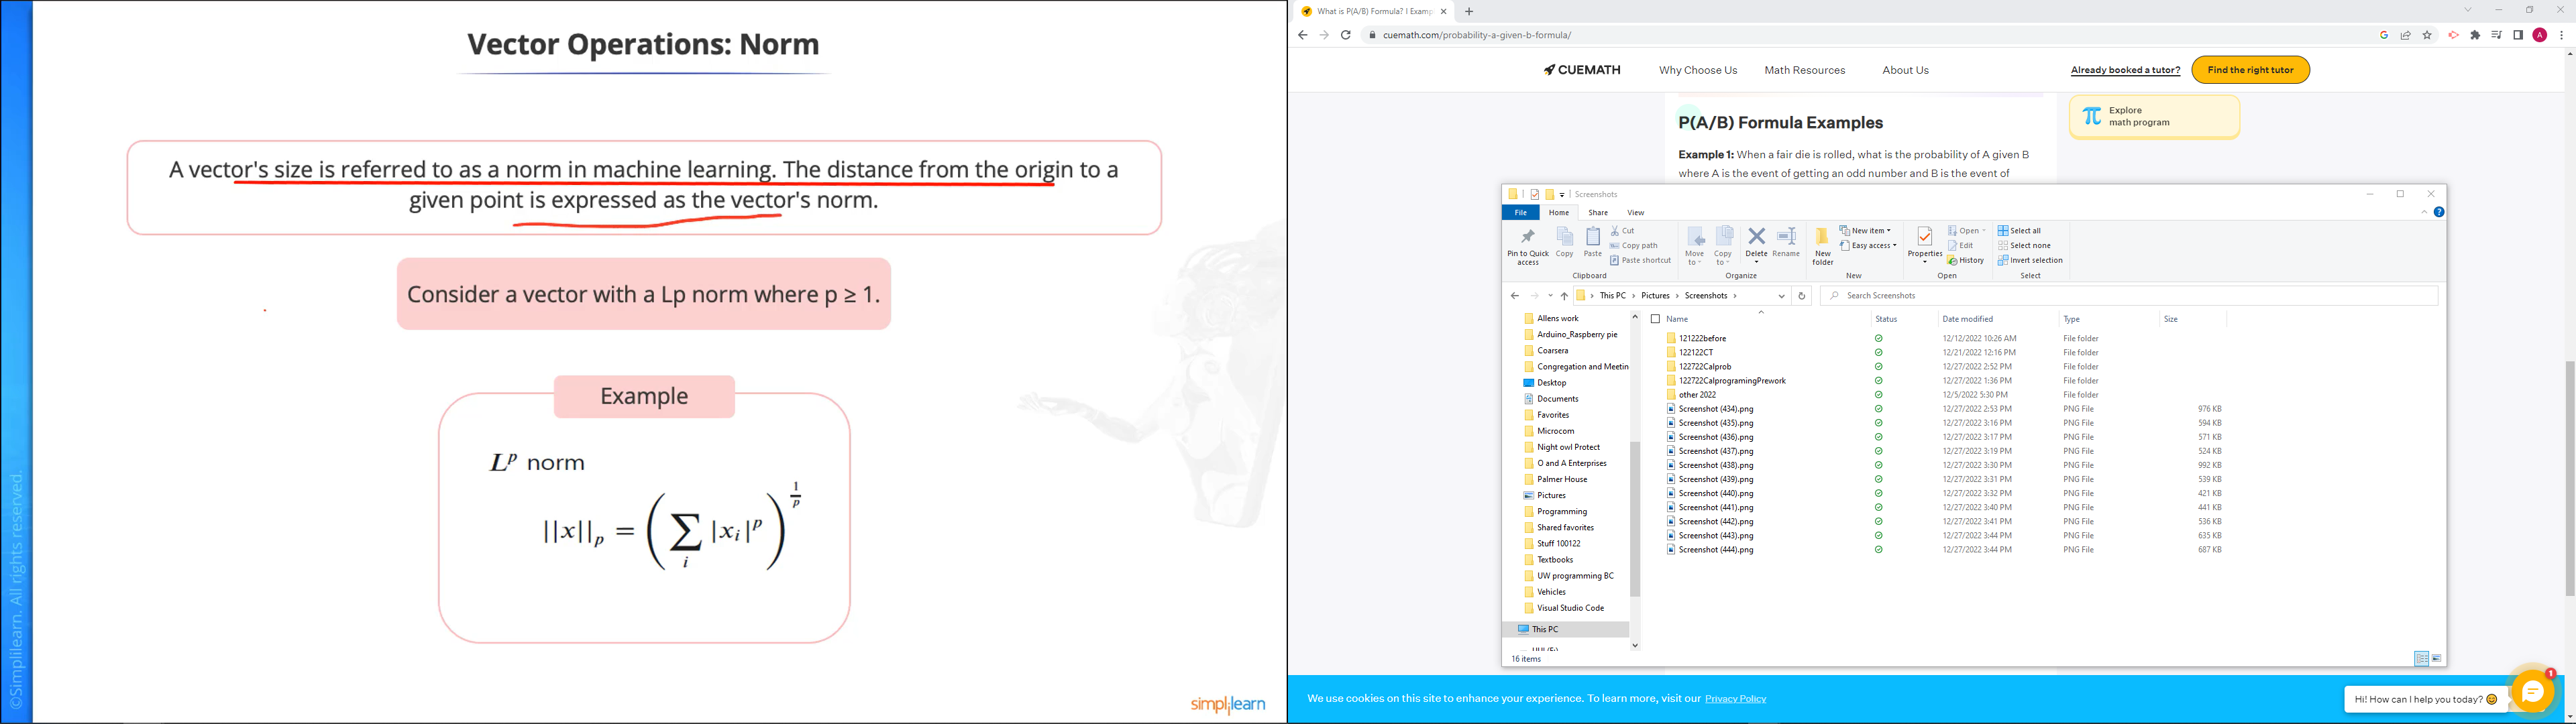 Vector Operations: Norm
A vector's size is referred to as a norm in machine learning. The distance from the origin to a
given point is expressed as the vector's norm.
Consider a vector with a Lp norm where p ≥ 1.
Example
Lᵖ norm
||x||ₚ = (∑ᵢ |xᵢ|ᵖ)^(1/p)
©Simplilearn. All rights reserved.
simplilearn
What is P(A/B) Formula? | Examp
cuemath.com/probability-a-given-b-formula/
A
CUEMATH
Why Choose Us
Math Resources
About Us
Already booked a tutor?
Find the right tutor
Explore
math program
P(A/B) Formula Examples
Example 1: When a fair die is rolled, what is the probability of A given B
where A is the event of getting an odd number and B is the event of
Screenshots
File Home Share View
Pin to Quick access
Copy
Paste
Cut
Copy path
Paste shortcut
Clipboard
Move to
Copy to
Delete
Rename
Organize
New folder
New item
Easy access
New
Properties
Open
Edit
History
Open
Select all
Select none
Invert selection
Select
This PC > Pictures > Screenshots >
Search Screenshots
Allens work
Arduino_Raspberry pie
Coarsera
Congregation and Meetin
Desktop
Documents
Favorites
Microcom
Night owl Protect
O and A Enterprises
Palmer House
Pictures
Programming
Shared favorites
Stuff 100122
Textbooks
UW programming BC
Vehicles
Visual Studio Code
This PC
Name Status Date modified Type Size
121222before 12/12/2022 10:26 AM File folder
122122CT 12/21/2022 12:16 PM File folder
122722Calprob 12/27/2022 2:52 PM File folder
122722CalprogramingPrework 12/27/2022 1:36 PM File folder
other 2022 12/5/2022 5:30 PM File folder
Screenshot (434).png 12/27/2022 2:53 PM PNG File 976 KB
Screenshot (435).png 12/27/2022 3:16 PM PNG File 594 KB
Screenshot (436).png 12/27/2022 3:17 PM PNG File 571 KB
Screenshot (437).png 12/27/2022 3:19 PM PNG File 524 KB
Screenshot (438).png 12/27/2022 3:30 PM PNG File 992 KB
Screenshot (439).png 12/27/2022 3:31 PM PNG File 539 KB
Screenshot (440).png 12/27/2022 3:32 PM PNG File 421 KB
Screenshot (441).png 12/27/2022 3:40 PM PNG File 441 KB
Screenshot (442).png 12/27/2022 3:41 PM PNG File 536 KB
Screenshot (443).png 12/27/2022 3:44 PM PNG File 635 KB
Screenshot (444).png 12/27/2022 3:44 PM PNG File 687 KB
16 items
We use cookies on this site to enhance your experience. To learn more, visit our Privacy Policy
Hi! How can I help you today? 😊
1